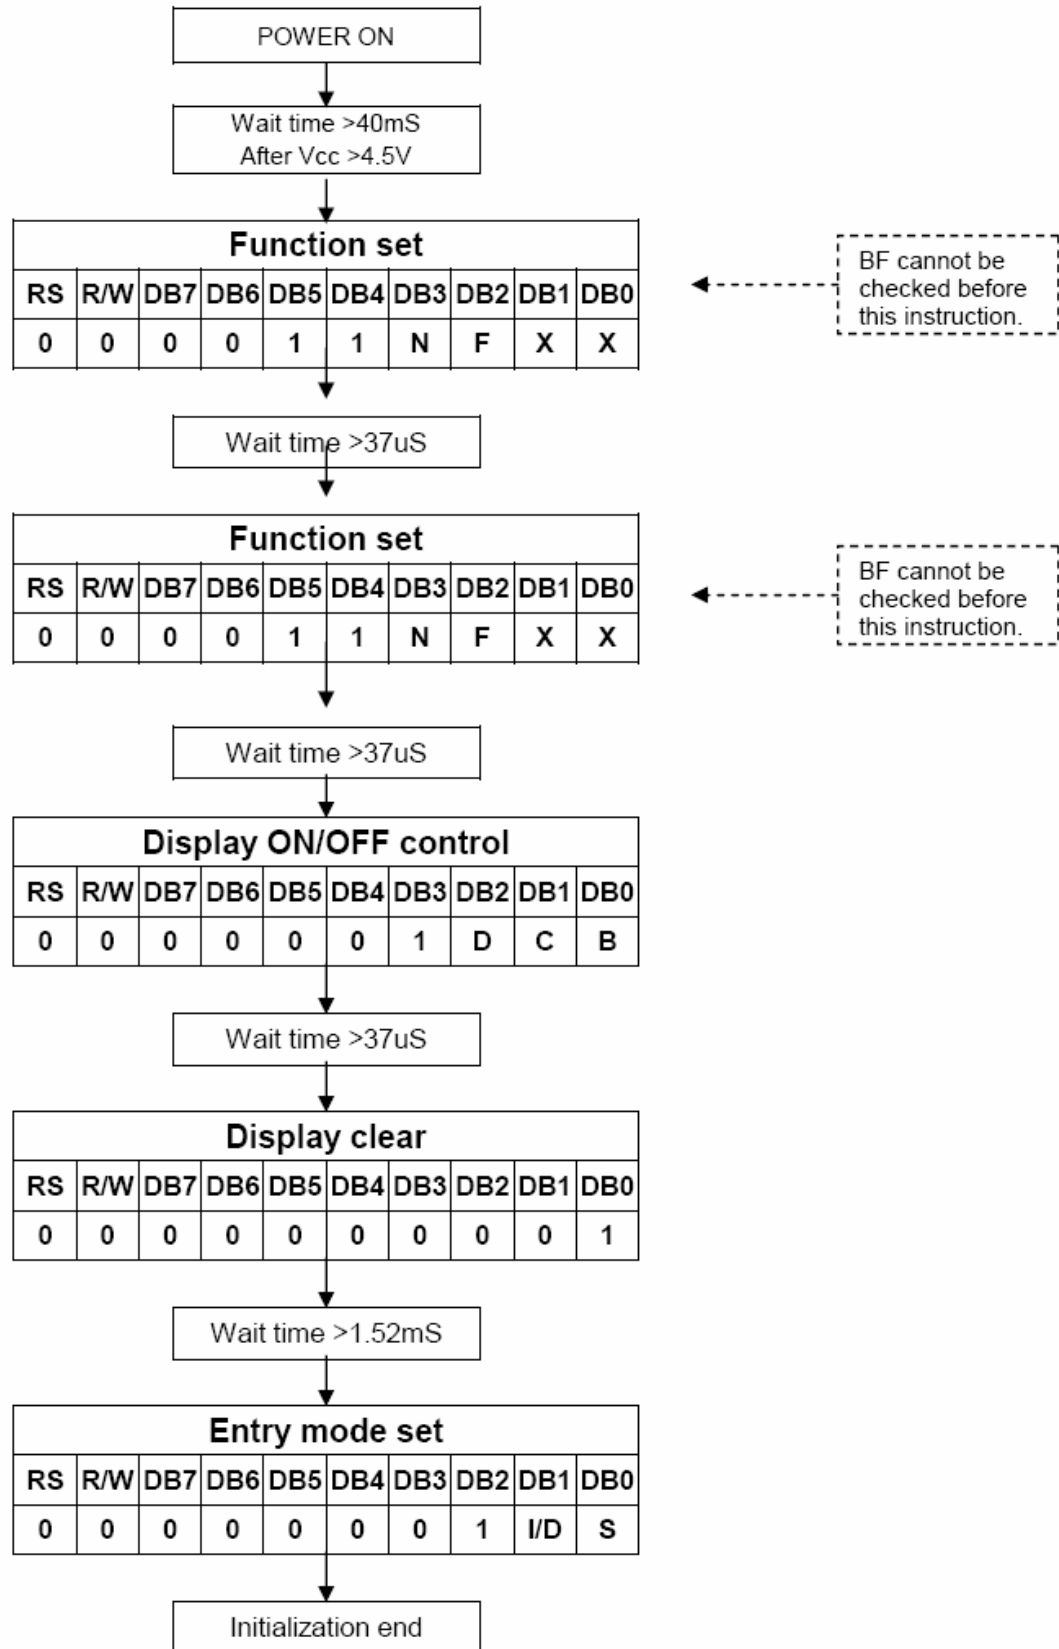 POWER ON
Wait time >40mS
After Vcc >4.5V
Function set
RS R/W DB7 DB6 DB5 DB4 DB3 DB2 DB1 DB0
0 0 0 0 1 1 N F X X
BF cannot be
checked before
this instruction.
Wait time >37uS
Function set
RS R/W DB7 DB6 DB5 DB4 DB3 DB2 DB1 DB0
0 0 0 0 1 1 N F X X
BF cannot be
checked before
this instruction.
Wait time >37uS
Display ON/OFF control
RS R/W DB7 DB6 DB5 DB4 DB3 DB2 DB1 DB0
0 0 0 0 0 0 1 D C B
Wait time >37uS
Display clear
RS R/W DB7 DB6 DB5 DB4 DB3 DB2 DB1 DB0
0 0 0 0 0 0 0 0 0 1
Wait time >1.52mS
Entry mode set
RS R/W DB7 DB6 DB5 DB4 DB3 DB2 DB1 DB0
0 0 0 0 0 0 0 1 I/D S
Initialization end